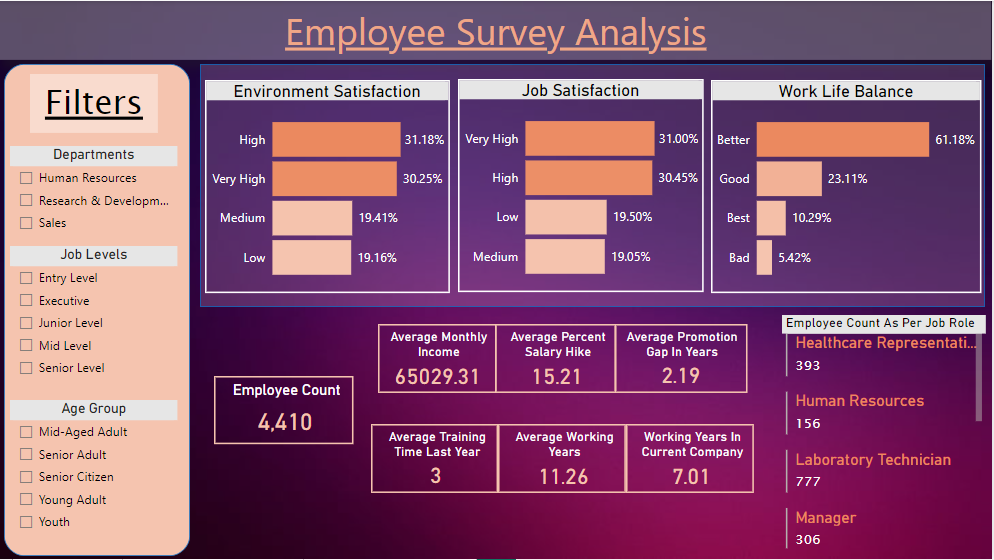 Employee Survey Analysis
Filters
Departments
Human Resources
Research & Developm...
Sales
Job Levels
Entry Level
Executive
Junior Level
Mid Level
Senior Level
Age Group
Mid-Aged Adult
Senior Adult
Senior Citizen
Young Adult
Youth
Environment Satisfaction
High 31.18%
Very High 30.25%
Medium 19.41%
Low 19.16%
Job Satisfaction
Very High 31.00%
High 30.45%
Low 19.50%
Medium 19.05%
Work Life Balance
Better 61.18%
Good 23.11%
Best 10.29%
Bad 5.42%
Employee Count
4,410
Average Monthly
Income
65029.31
Average Percent
Salary Hike
15.21
Average Promotion
Gap In Years
2.19
Average Training
Time Last Year
3
Average Working
Years
11.26
Working Years In
Current Company
7.01
Employee Count As Per Job Role
Healthcare Representati...
393
Human Resources
156
Laboratory Technician
777
Manager
306